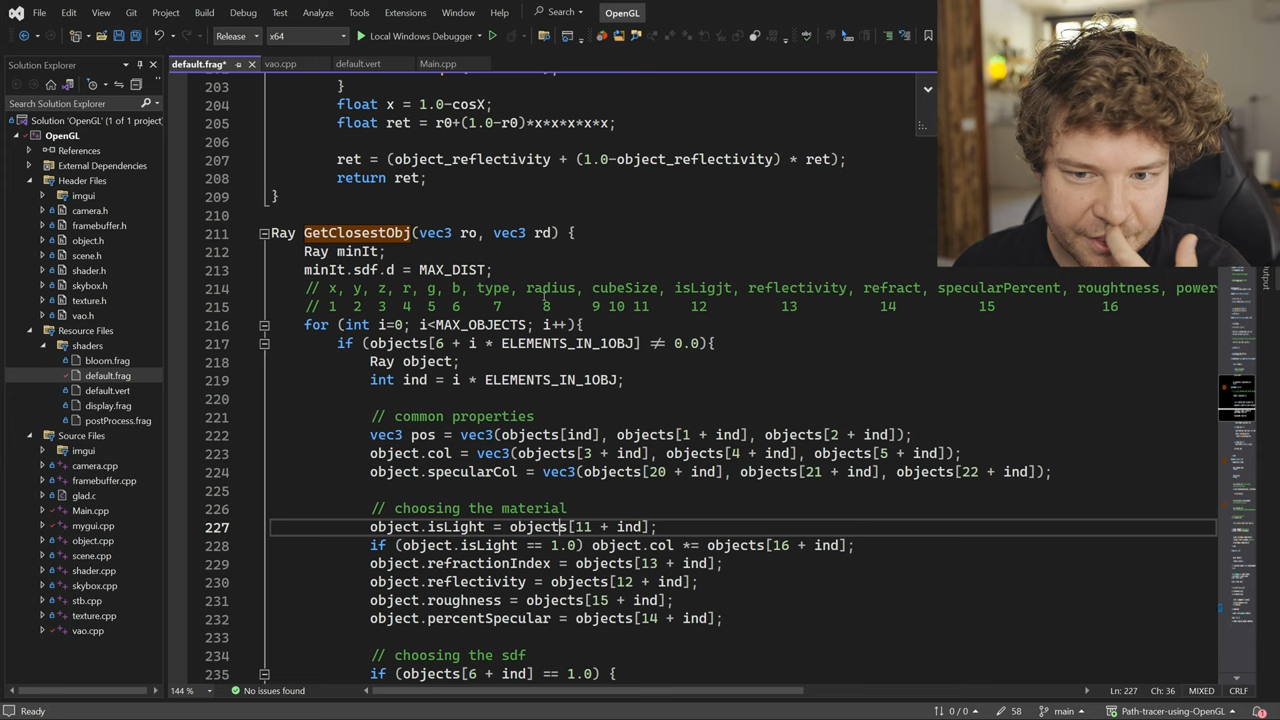 File Edit View Git Project Build Debug Test Analyze Tools Extensions Window Help Search OpenGL
Release x64 Local Windows Debugger
Solution Explorer
default.frag* vao.cpp default.vert Main.cpp
Search Solution Explorer
Solution 'OpenGL' (1 of 1 project)
OpenGL
References
External Dependencies
Header Files
imgui
camera.h
framebuffer.h
object.h
scene.h
shader.h
skybox.h
texture.h
vao.h
Resource Files
shaders
bloom.frag
default.frag
default.vert
display.frag
postProcess.frag
Source Files
imgui
camera.cpp
framebuffer.cpp
glad.c
Main.cpp
mygui.cpp
object.cpp
scene.cpp
shader.cpp
skybox.cpp
stb.cpp
texture.cpp
vao.cpp
203 }
204 float x = 1.0-cosX;
205 float ret = r0+(1.0-r0)*x*x*x*x*x;
206
207 ret = (object_reflectivity + (1.0-object_reflectivity) * ret);
208 return ret;
209 }
210
211 Ray GetClosestObj(vec3 ro, vec3 rd) {
212 Ray minIt;
213 minIt.sdf.d = MAX_DIST;
214 // x, y, z, r, g, b, type, radius, cubeSize, isLigjt, reflectivity, refract, specularPercent, roughtness, power
215 // 1 2 3 4 5 6 7 8 9 10 11 12 13 14 15 16
216 for (int i=0; i<MAX_OBJECTS; i++){
217 if (objects[6 + i * ELEMENTS_IN_1OBJ] ≠ 0.0){
218 Ray object;
219 int ind = i * ELEMENTS_IN_1OBJ;
220
221 // common properties
222 vec3 pos = vec3(objects[ind], objects[1 + ind], objects[2 + ind]);
223 object.col = vec3(objects[3 + ind], objects[4 + ind], objects[5 + ind]);
224 object.specularCol = vec3(objects[20 + ind], objects[21 + ind], objects[22 + ind]);
225
226 // choosing the material
227 object.isLight = objects[11 + ind];
228 if (object.isLight == 1.0) object.col *= objects[16 + ind];
229 object.refractionIndex = objects[13 + ind];
230 object.reflectivity = objects[12 + ind];
231 object.roughness = objects[15 + ind];
232 object.percentSpecular = objects[14 + ind];
233
234 // choosing the sdf
235 if (objects[6 + ind] == 1.0) {
Output
144 % No issues found Ln: 227 Ch: 36 MIXED CRLF
Ready 0 / 0 58 main Path-tracer-using-OpenGL 1